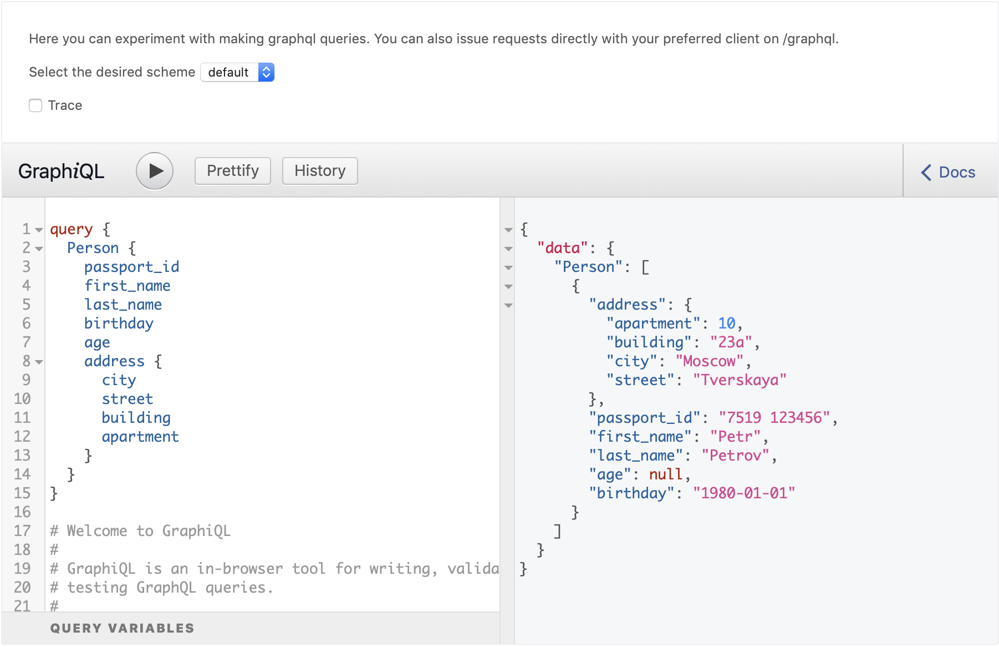 Here you can experiment with making graphql queries. You can also issue requests directly with your preferred client on /graphql.
Select the desired scheme default
Trace
GraphiQL Prettify History Docs
1 query {
2 Person {
3 passport_id
4 first_name
5 last_name
6 birthday
7 age
8 address {
9 city
10 street
11 building
12 apartment
13 }
14 }
15 }
16
17 # Welcome to GraphiQL
18 #
19 # GraphiQL is an in-browser tool for writing, valida
20 # testing GraphQL queries.
21 #
QUERY VARIABLES
{
"data": {
"Person": [
{
"address": {
"apartment": 10,
"building": "23a",
"city": "Moscow",
"street": "Tverskaya"
},
"passport_id": "7519 123456",
"first_name": "Petr",
"last_name": "Petrov",
"age": null,
"birthday": "1980-01-01"
}
]
}
}